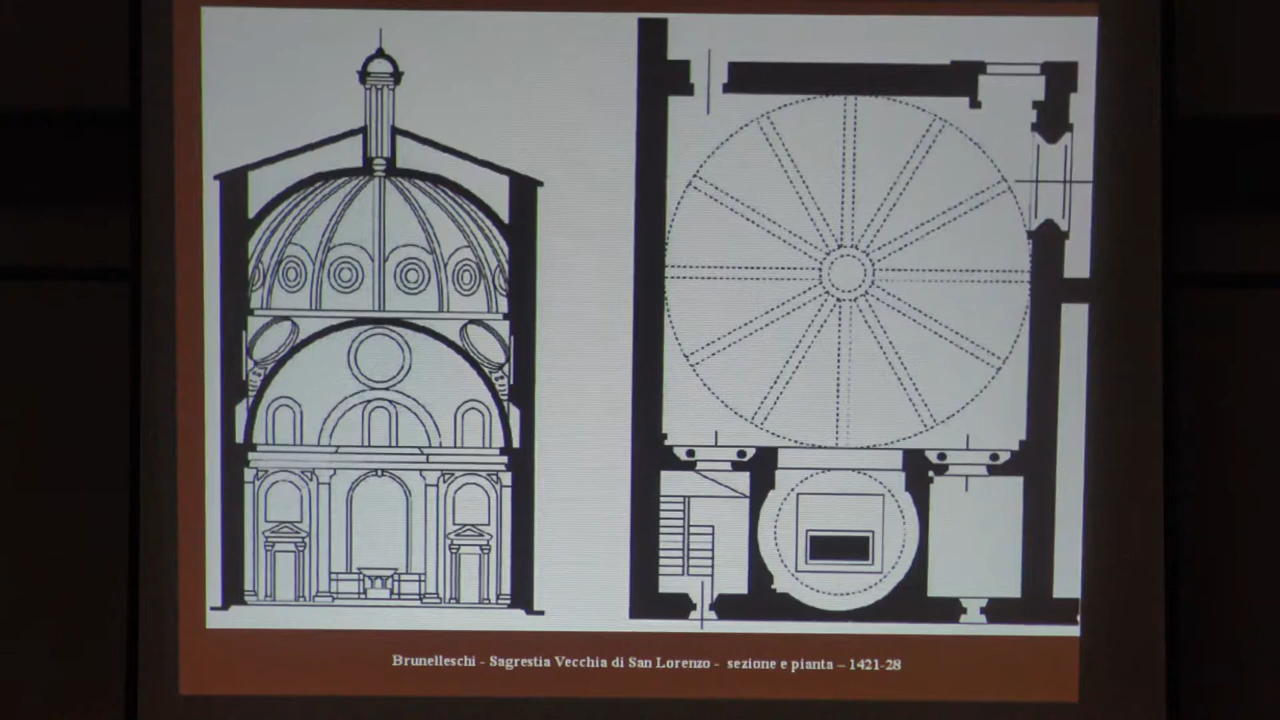 Brunelleschi - Sagrestia Vecchia di San Lorenzo - sezione e pianta – 1421-28